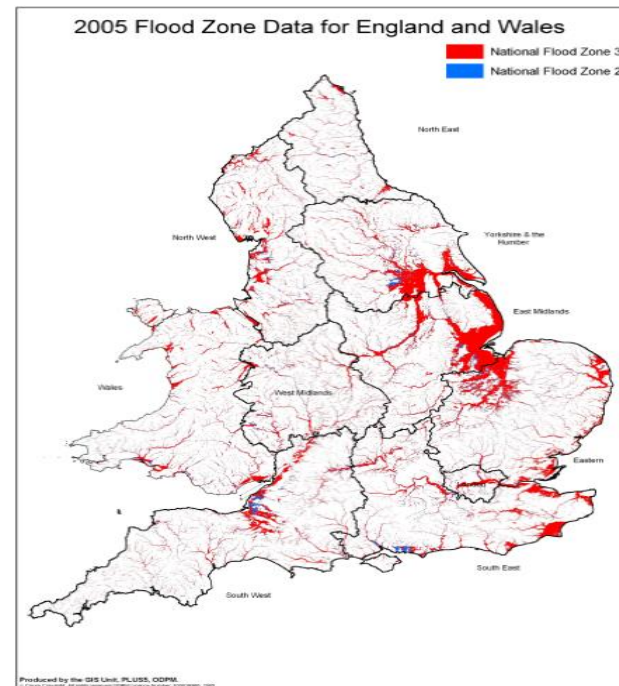 2005 Flood Zone Data for England and Wales
National Flood Zone 3
National Flood Zone 2
North East
North West
Yorkshire & the
Humber
East Midlands
Wales
West Midlands
Eastern
South East
South West
Produced by the GIS Unit, PLUS5, ODPM.